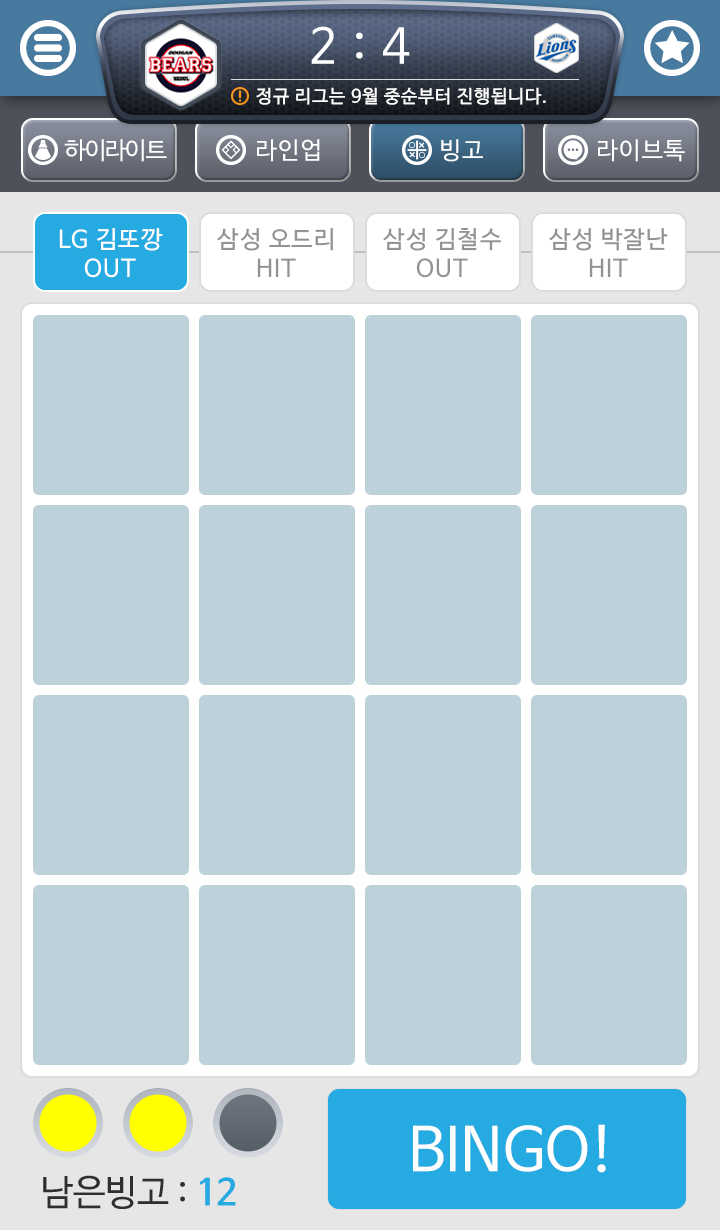 DOOSAN
BEARS
SEOUL
2 : 4
SAMSUNG
Lions
정규 리그는 9월 중순부터 진행됩니다.
하이라이트
라인업
빙고
라이브톡
LG 김또깡
OUT
삼성 오드리
HIT
삼성 김철수
OUT
삼성 박잘난
HIT
남은빙고 : 12
BINGO!